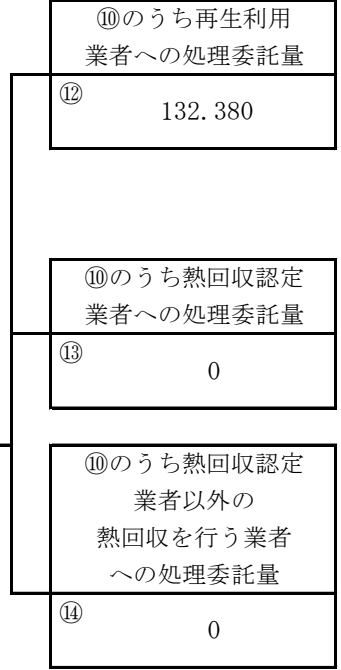 ⑩のうち再生利用
業者への処理委託量
⑫
132.380
⑩のうち熱回収認定
業者への処理委託量
⑬
0
⑩のうち熱回収認定
業者以外の
熱回収を行う業者
への処理委託量
⑭
0